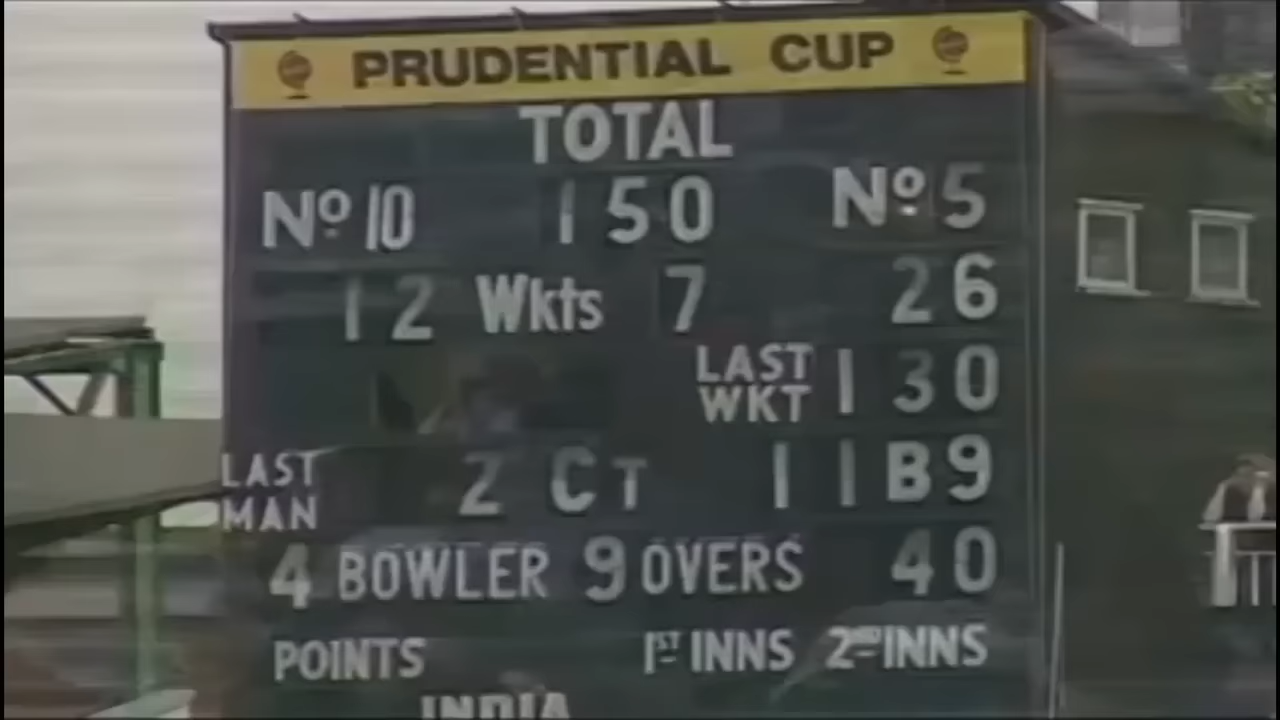 PRUDENTIAL CUP
TOTAL
Nº 10 150 Nº 5
12 Wkts 7 26
LAST WKT 130
LAST MAN 2 CT 11 B9
4 BOWLER 9 OVERS 40
POINTS 1ST INNS 2ND INNS
INDIA